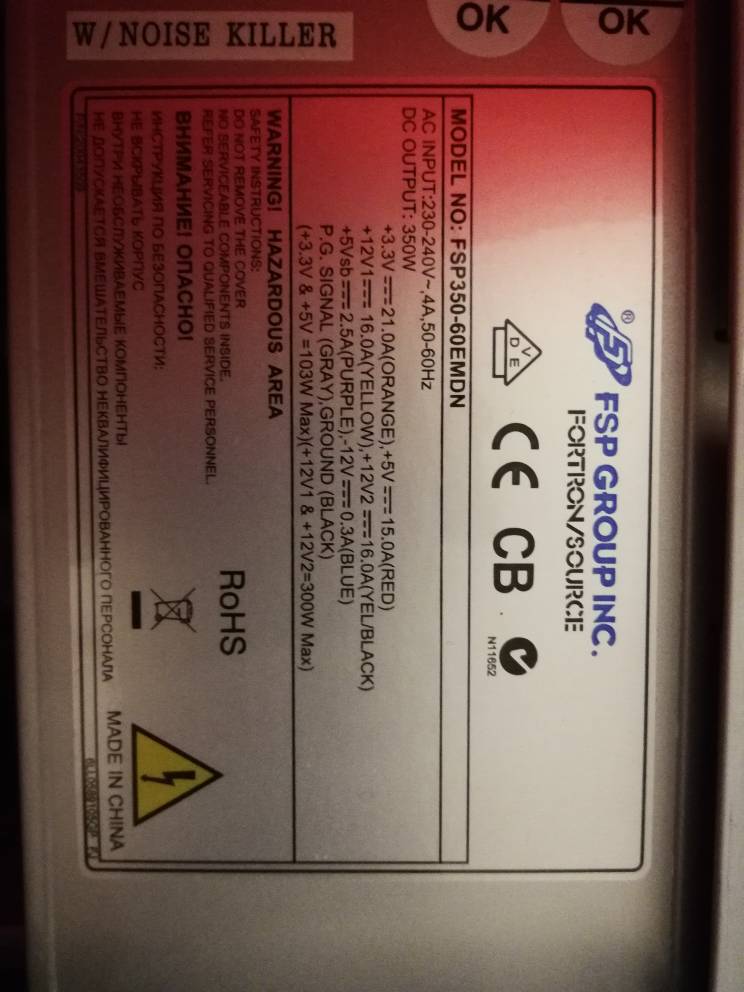 W/NOISE KILLER
OK
OK
FSP GROUP INC.
FORTRON/SOURCE
VDE
CE
CB
N11652
MODEL NO: FSP350-60EMDN
AC INPUT:230-240V~,4A,50-60Hz
DC OUTPUT: 350W
+3.3V⎓21.0A(ORANGE),+5V⎓15.0A(RED)
+12V1⎓16.0A(YELLOW),+12V2⎓16.0A(YEL/BLACK)
+5Vsb⎓2.5A(PURPLE),-12V⎓0.3A(BLUE)
P.G. SIGNAL (GRAY),GROUND (BLACK)
(+3.3V & +5V =103W Max)(+12V1 & +12V2=300W Max)
WARNING! HAZARDOUS AREA
SAFETY INSTRUCTIONS:
DO NOT REMOVE THE COVER
NO SERVICEABLE COMPONENTS INSIDE.
REFER SERVICING TO QUALIFIED SERVICE PERSONNEL.
RoHS
ВНИМАНИЕ! ОПАСНО!
ИНСТРУКЦИЯ ПО БЕЗОПАСНОСТИ:
НЕ ВСКРЫВАТЬ КОРПУС
ВНУТРИ НЕОБСЛУЖИВАЕМЫЕ КОМПОНЕНТЫ
НЕ ДОПУСКАЕТСЯ ВМЕШАТЕЛЬСТВО НЕКВАЛИФИЦИРОВАННОГО ПЕРСОНАЛА
MADE IN CHINA